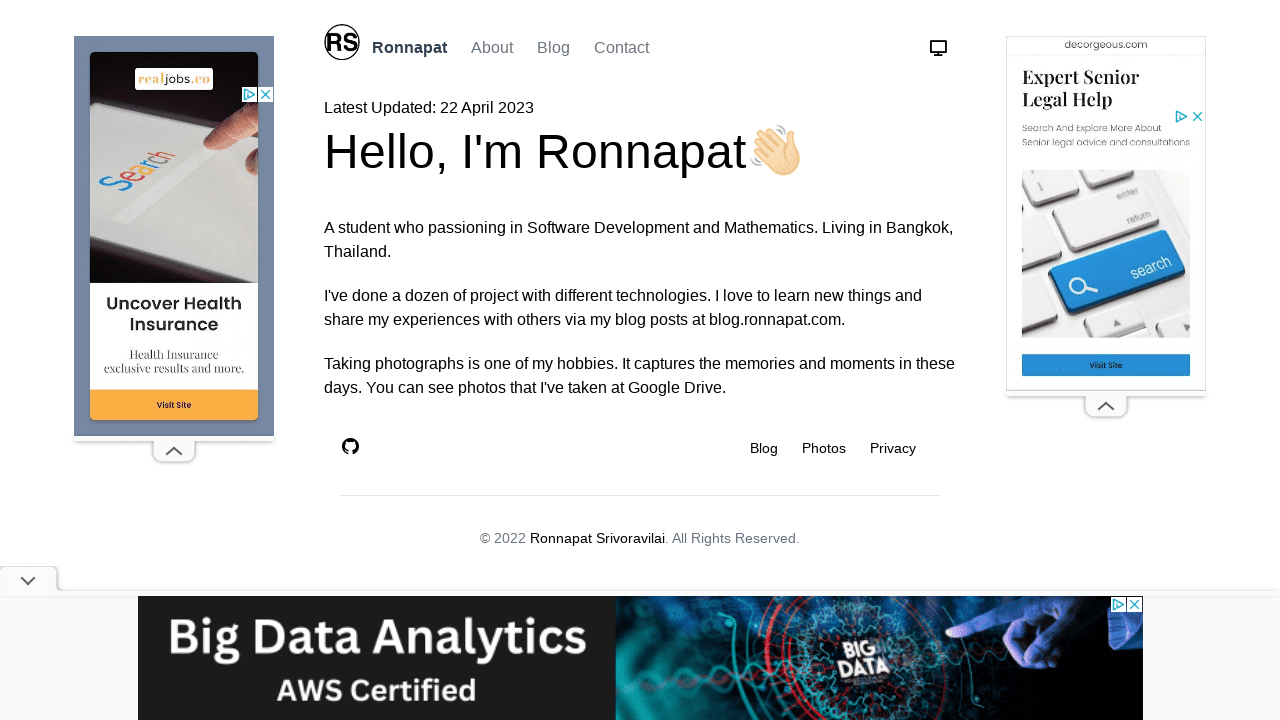 RS
Ronnapat About Blog Contact
realjobs.co
Search
Uncover Health
Insurance
Health Insurance
exclusive results and more.
Visit Site
Latest Updated: 22 April 2023
Hello, I'm Ronnapat👋
A student who passioning in Software Development and Mathematics. Living in Bangkok,
Thailand.
I've done a dozen of project with different technologies. I love to learn new things and
share my experiences with others via my blog posts at blog.ronnapat.com.
Taking photographs is one of my hobbies. It captures the memories and moments in these
days. You can see photos that I've taken at Google Drive.
Blog Photos Privacy
© 2022 Ronnapat Srivoravilai. All Rights Reserved.
decorgeous.com
Expert Senior
Legal Help
Search And Explore More About
Senior legal advice and consultations
enter
return
search
Visit Site
Big Data Analytics
AWS Certified
BIG
DATA